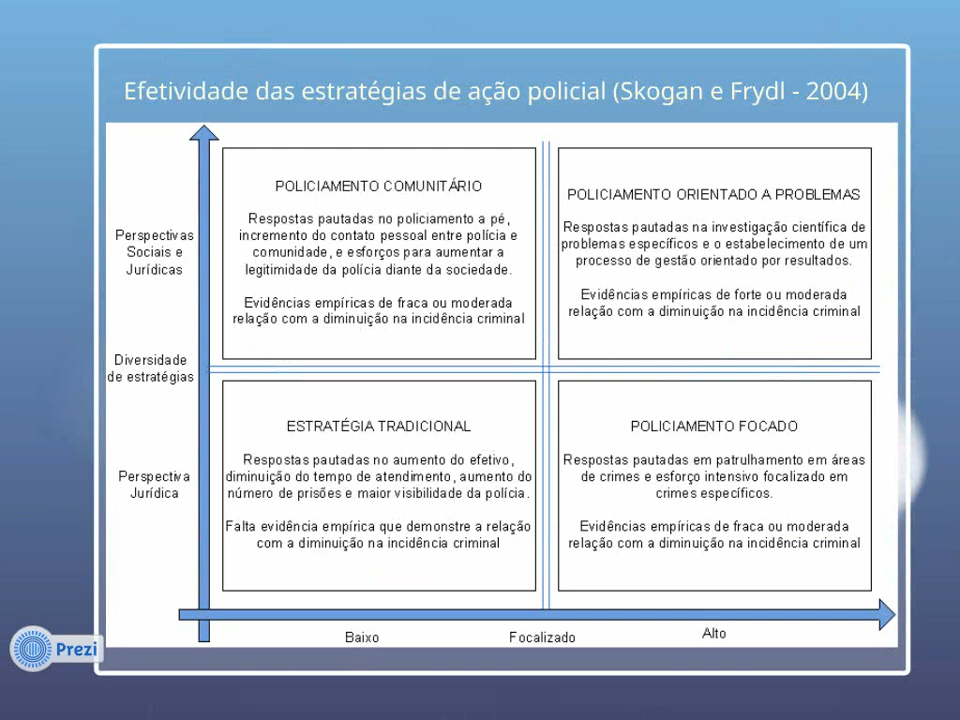 Efetividade das estratégias de ação policial (Skogan e Frydl - 2004)
Perspectivas
Sociais e
Jurídicas
Diversidade
de estratégias
Perspectiva
Jurídica
POLICIAMENTO COMUNITÁRIO
Respostas pautadas no policiamento a pé,
incremento do contato pessoal entre polícia e
comunidade, e esforços para aumentar a
legitimidade da polícia diante da sociedade.
Evidências empíricas de fraca ou moderada
relação com a diminuição na incidência criminal
POLICIAMENTO ORIENTADO A PROBLEMAS
Respostas pautadas na investigação científica de
problemas específicos e o estabelecimento de um
processo de gestão orientado por resultados.
Evidências empíricas de forte ou moderada
relação com a diminuição na incidência criminal
ESTRATÉGIA TRADICIONAL
Respostas pautadas no aumento do efetivo,
diminuição do tempo de atendimento, aumento do
número de prisões e maior visibilidade da polícia.
Falta evidência empírica que demonstre a relação
com a diminuição na incidência criminal
POLICIAMENTO FOCADO
Respostas pautadas em patrulhamento em áreas
de crimes e esforço intensivo focalizado em
crimes específicos.
Evidências empíricas de fraca ou moderada
relação com a diminuição na incidência criminal
Baixo
Focalizado
Alto
Prezi